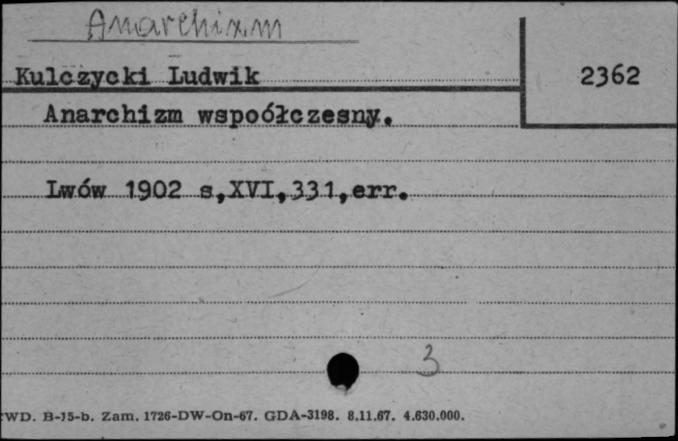 Anarchizm
Kulczycki Ludwik 2362
Anarchizm wspoółczesny.
Lwów 1902 s,XVI,331,err.
3
WD. B-15-b. Zam. 1726-DW-On-67. GDA-3198. 8.11.67. 4.630.000.